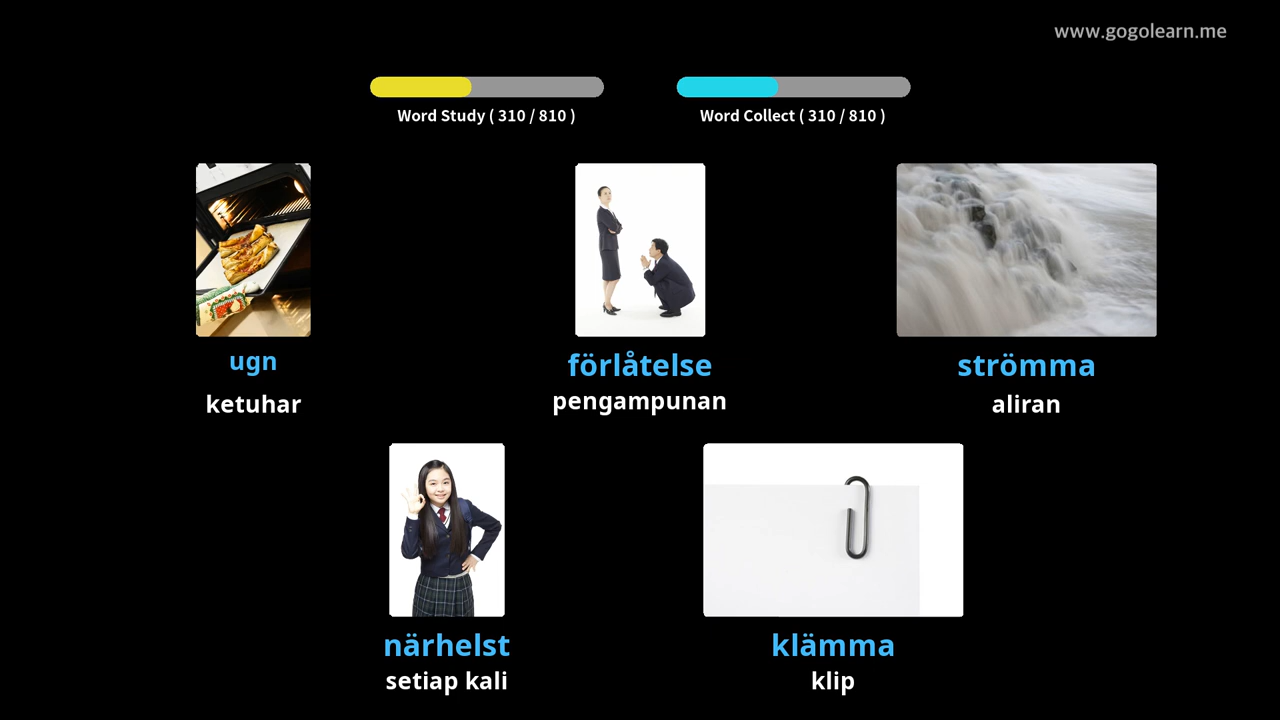 www.gogolearn.me
Word Study ( 310 / 810 )
Word Collect ( 310 / 810 )
ugn
ketuhar
förlåtelse
pengampunan
strömma
aliran
närhelst
setiap kali
klämma
klip